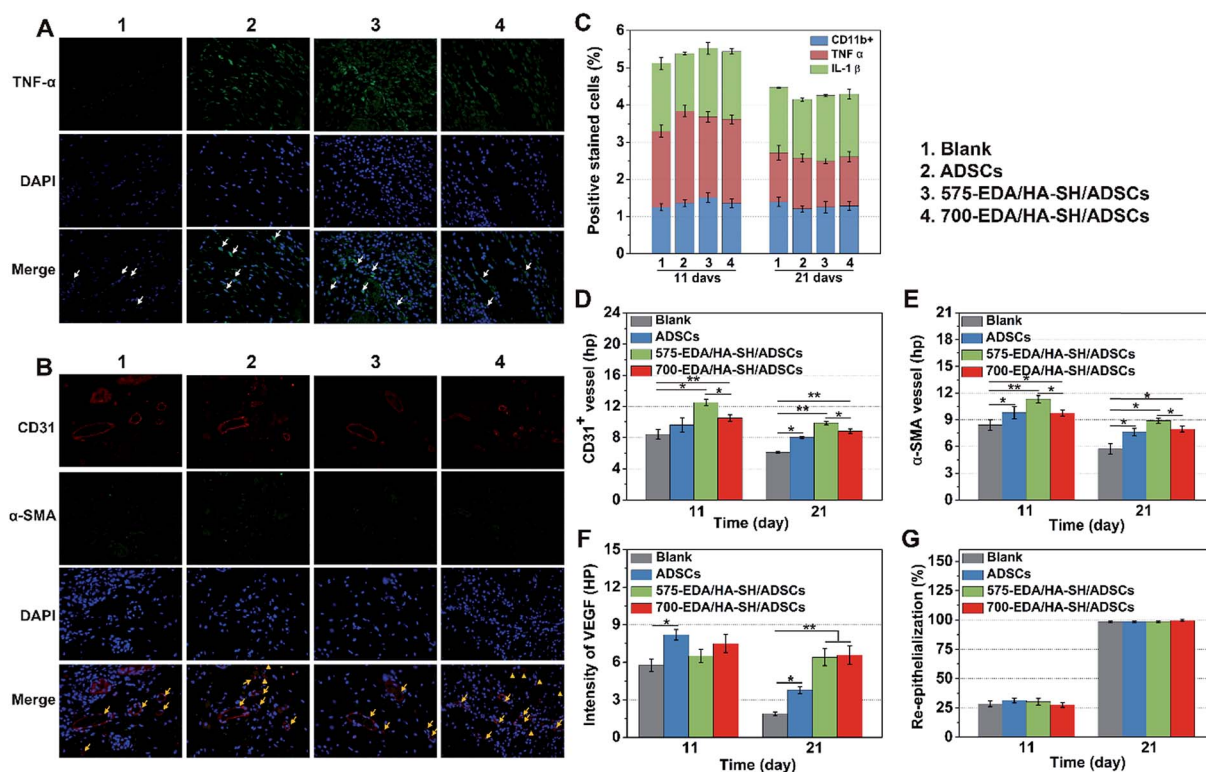 A
1 2 3 4
TNF-α
DAPI
Merge
B
1 2 3 4
CD31
α-SMA
DAPI
Merge
C
Positive stained cells (%)
6
5
4
3
2
1
0
CD11b+
TNF α
IL-1 β
1 2 3 4 1 2 3 4
11 days 21 days
1. Blank
2. ADSCs
3. 575-EDA/HA-SH/ADSCs
4. 700-EDA/HA-SH/ADSCs
D
CD31+ vessel (hp)
24
20
16
12
8
4
0
Blank
ADSCs
575-EDA/HA-SH/ADSCs
700-EDA/HA-SH/ADSCs
**
*
*
**
**
*
*
11 21
Time (day)
E
α-SMA vessel (hp)
21
18
15
12
9
6
3
0
Blank
ADSCs
575-EDA/HA-SH/ADSCs
700-EDA/HA-SH/ADSCs
*
**
*
*
*
*
*
*
11 21
Time (day)
F
Intensity of VEGF (HP)
15
12
9
6
3
0
Blank
ADSCs
575-EDA/HA-SH/ADSCs
700-EDA/HA-SH/ADSCs
*
**
*
11 21
Time (day)
G
Re-epithelialization (%)
150
125
100
75
50
25
0
Blank
ADSCs
575-EDA/HA-SH/ADSCs
700-EDA/HA-SH/ADSCs
11 21
Time (day)